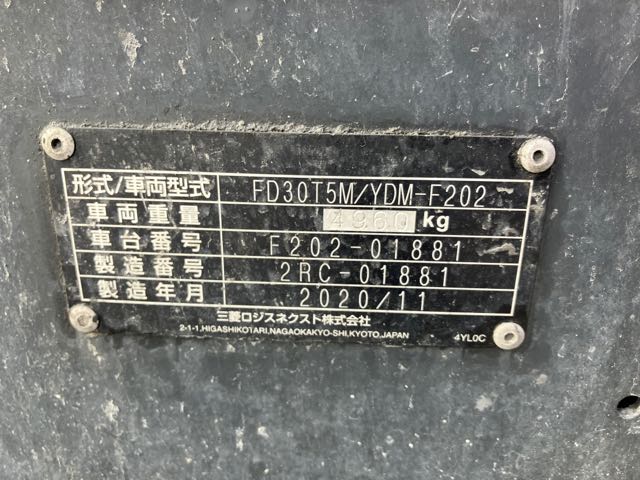 形式/車両型式 FD30T5M/YDM-F202
車両重量 4960 kg
車台番号 F202-01881
製造番号 2RC-01881
製造年月 2020/11
三菱ロジスネクスト株式会社
2-1-1,HIGASHIKOTARI,NAGAOKAKYO-SHI,KYOTO,JAPAN 4YL0C